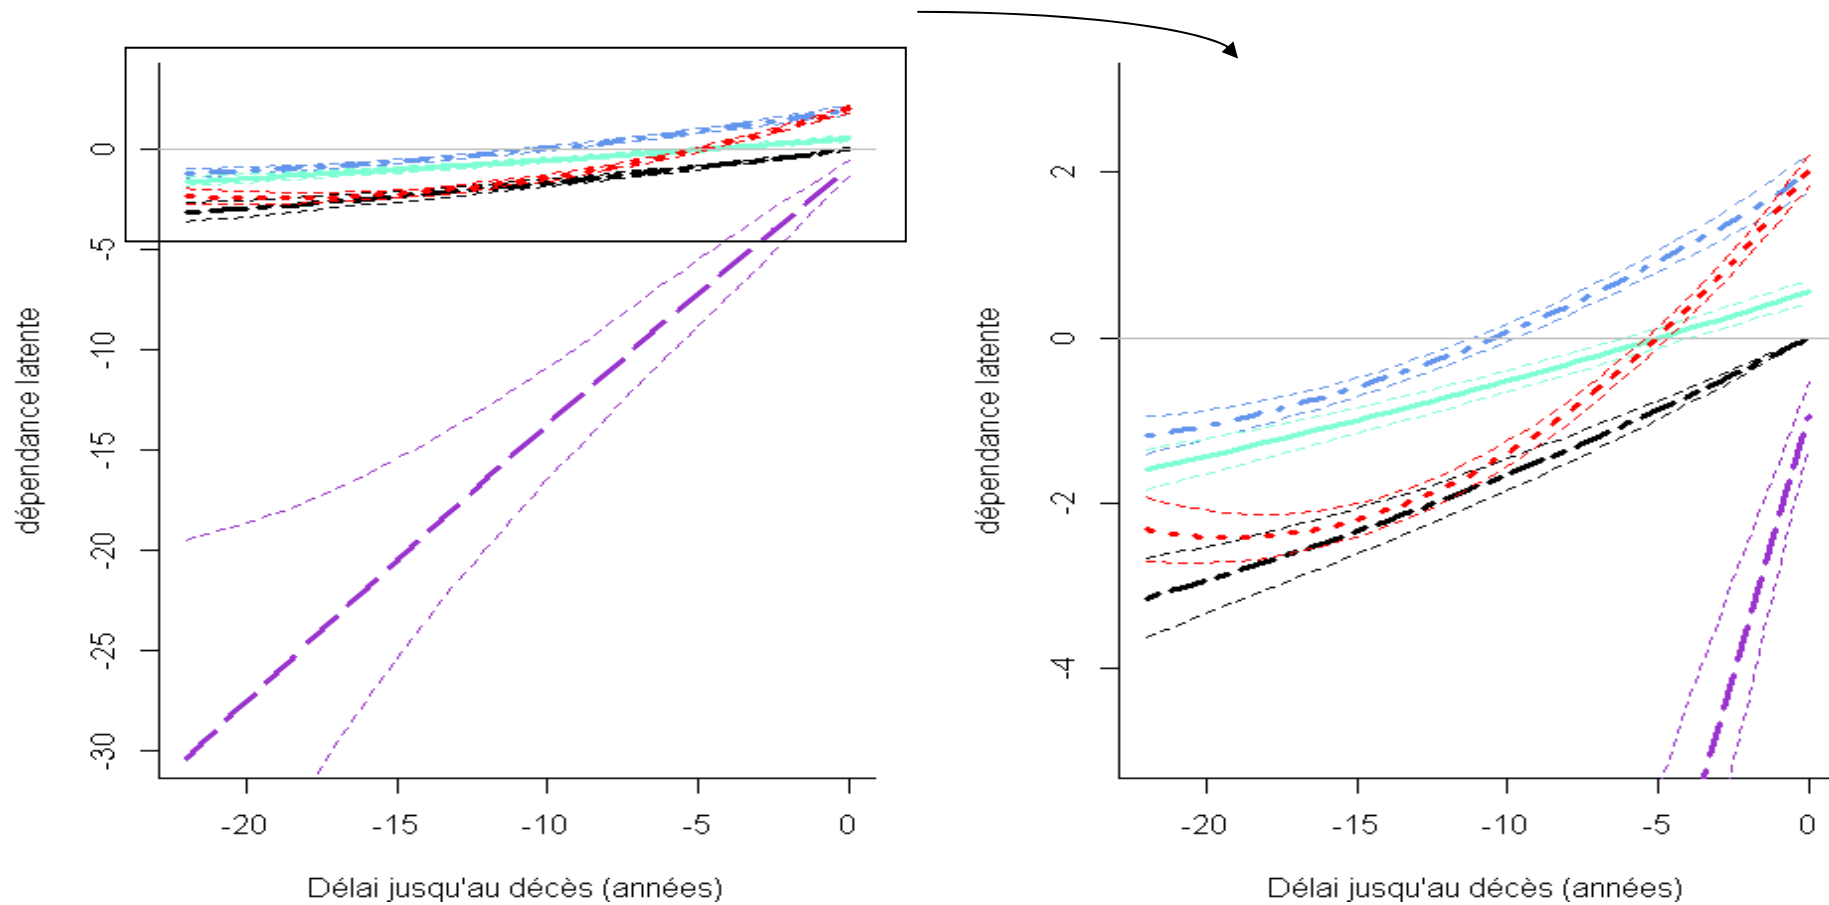 dépendance latente
0
-5
-10
-15
-20
-25
-30
-20 -15 -10 -5 0
Délai jusqu'au décès (années)
dépendance latente
2
0
-2
-4
-20 -15 -10 -5 0
Délai jusqu'au décès (années)